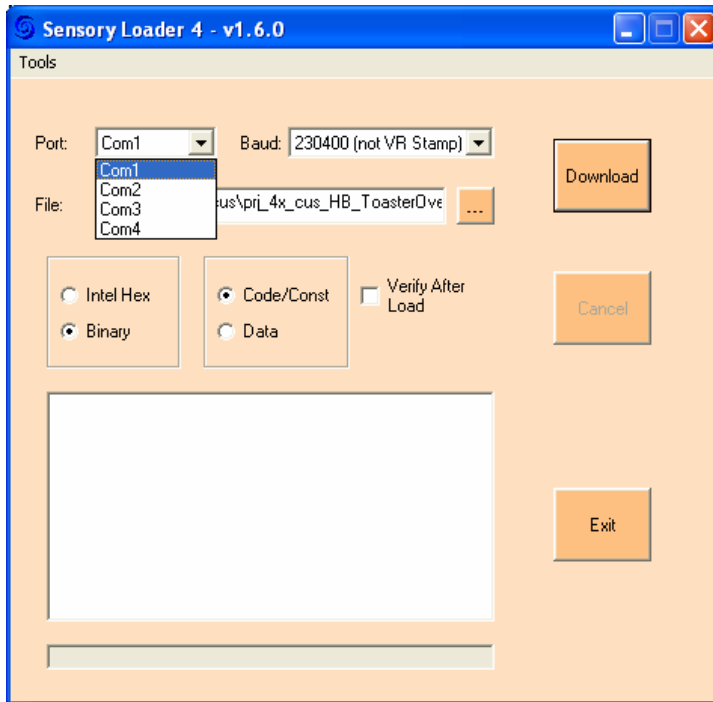 Sensory Loader 4 - v1.6.0
Tools
Port: Com1 Baud: 230400 (not VR Stamp)
Com1
Com2
Com3
Com4
Download
File: cus\prj_4x_cus_HB_ToasterOve ...
Intel Hex
Binary
Code/Const
Data
Verify After
Load
Cancel
Exit